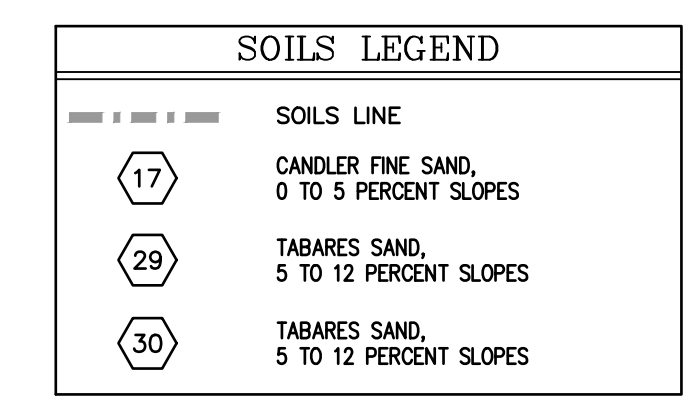 SOILS LEGEND
SOILS LINE
17
CANDLER FINE SAND,
0 TO 5 PERCENT SLOPES
29
TABARES SAND,
5 TO 12 PERCENT SLOPES
30
TABARES SAND,
5 TO 12 PERCENT SLOPES